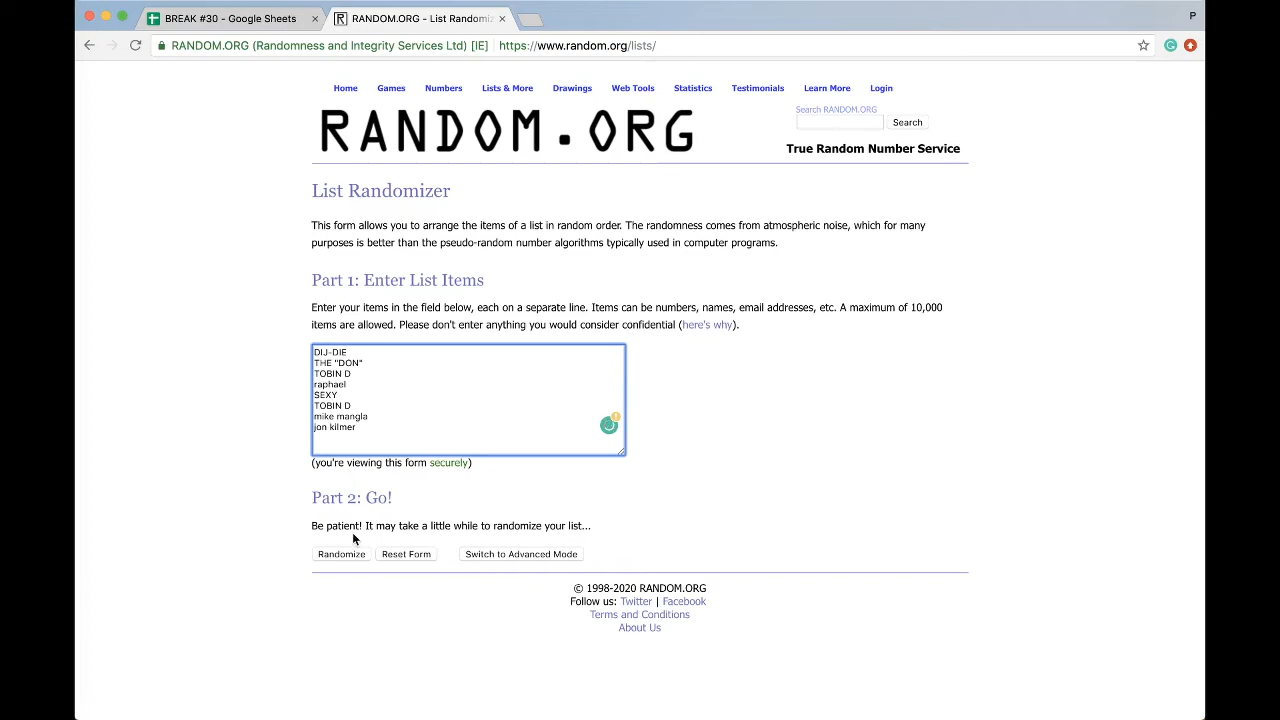 BREAK #30 - Google Sheets
RANDOM.ORG - List Randomiz
P
RANDOM.ORG (Randomness and Integrity Services Ltd) [IE]
https://www.random.org/lists/
Home Games Numbers Lists & More Drawings Web Tools Statistics Testimonials Learn More Login
RANDOM.ORG
Search RANDOM.ORG
Search
True Random Number Service
List Randomizer
This form allows you to arrange the items of a list in random order. The randomness comes from atmospheric noise, which for many
purposes is better than the pseudo-random number algorithms typically used in computer programs.
Part 1: Enter List Items
Enter your items in the field below, each on a separate line. Items can be numbers, names, email addresses, etc. A maximum of 10,000
items are allowed. Please don't enter anything you would consider confidential (here's why).
DIJ-DIE
THE "DON"
TOBIN D
raphael
SEXY
TOBIN D
mike mangla
jon kilmer
(you're viewing this form securely)
Part 2: Go!
Be patient! It may take a little while to randomize your list...
Randomize Reset Form Switch to Advanced Mode
© 1998-2020 RANDOM.ORG
Follow us: Twitter | Facebook
Terms and Conditions
About Us